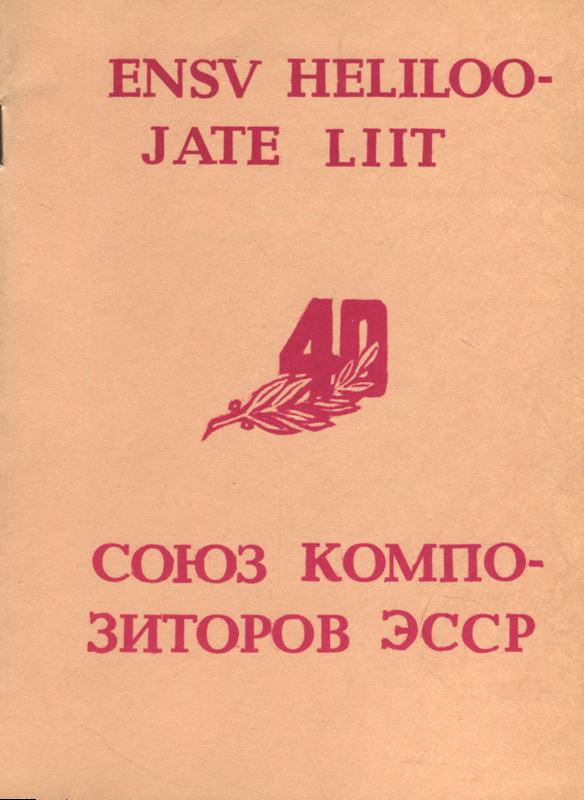 ENSV HELILOO-
JATE LIIT
40
СОЮЗ КОМПО-
ЗИТОРОВ ЭССР